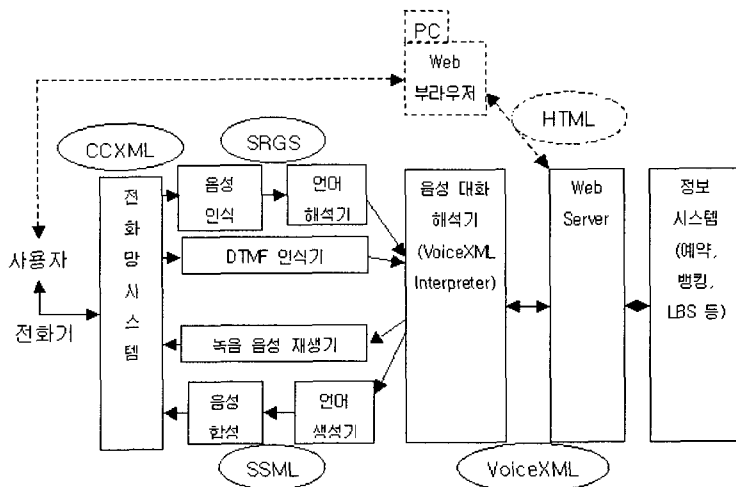 PC
Web
부라우저
HTML
CCXML
SRGS
전
화
망
시
스
템
음성
인식
언어
해석기
DTMF 인식기
녹음 음성 재생기
음성
합성
언어
생성기
SSML
사용자
전화기
음성 대화
해석기
(VoiceXML
Interpreter)
Web
Server
정보
시스템
(예약,
뱅킹,
LBS 등)
VoiceXML